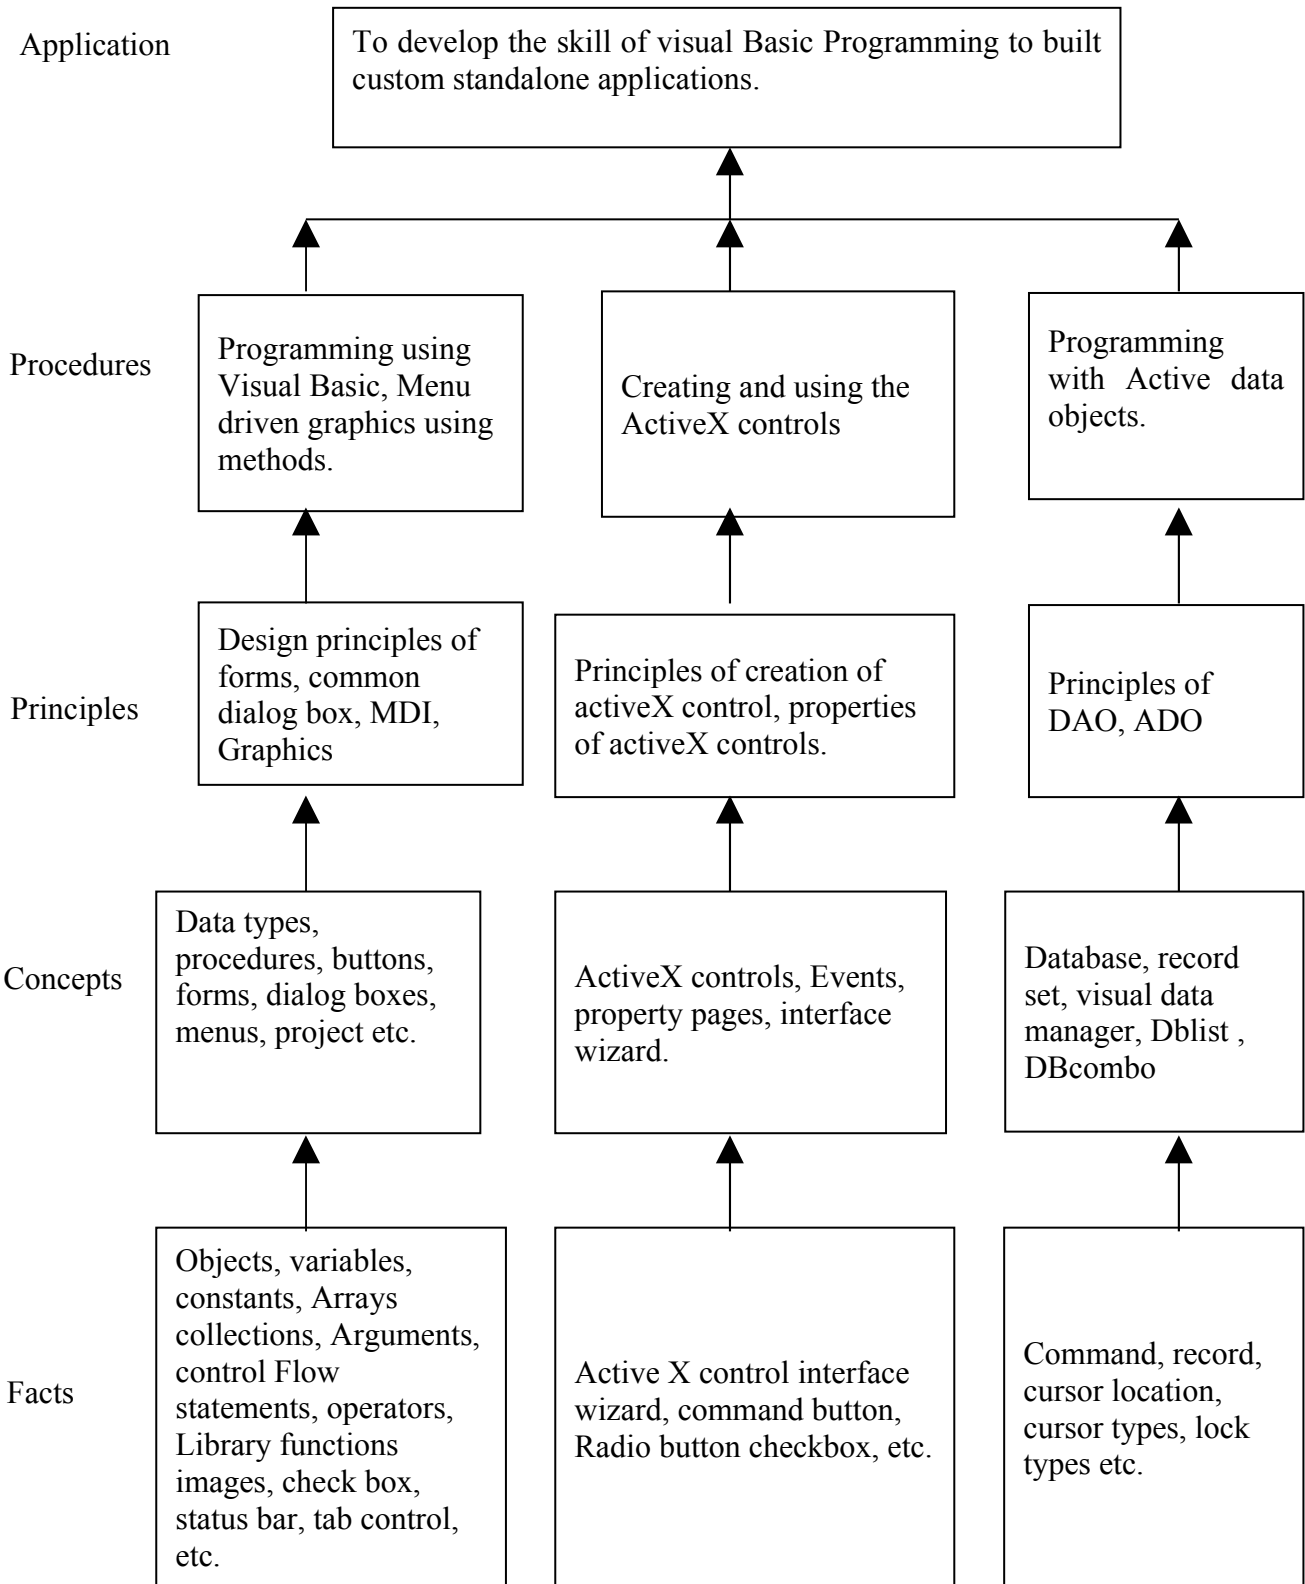 Application
To develop the skill of visual Basic Programming to built
custom standalone applications.
Procedures
Programming using
Visual Basic, Menu
driven graphics using
methods.
Creating and using the
ActiveX controls
Programming
with Active data
objects.
Principles
Design principles of
forms, common
dialog box, MDI,
Graphics
Principles of creation of
activeX control, properties
of activeX controls.
Principles of
DAO, ADO
Concepts
Data types,
procedures, buttons,
forms, dialog boxes,
menus, project etc.
ActiveX controls, Events,
property pages, interface
wizard.
Database, record
set, visual data
manager, Dblist ,
DBcombo
Facts
Objects, variables,
constants, Arrays
collections, Arguments,
control Flow
statements, operators,
Library functions
images, check box,
status bar, tab control,
etc.
Active X control interface
wizard, command button,
Radio button checkbox, etc.
Command, record,
cursor location,
cursor types, lock
types etc.